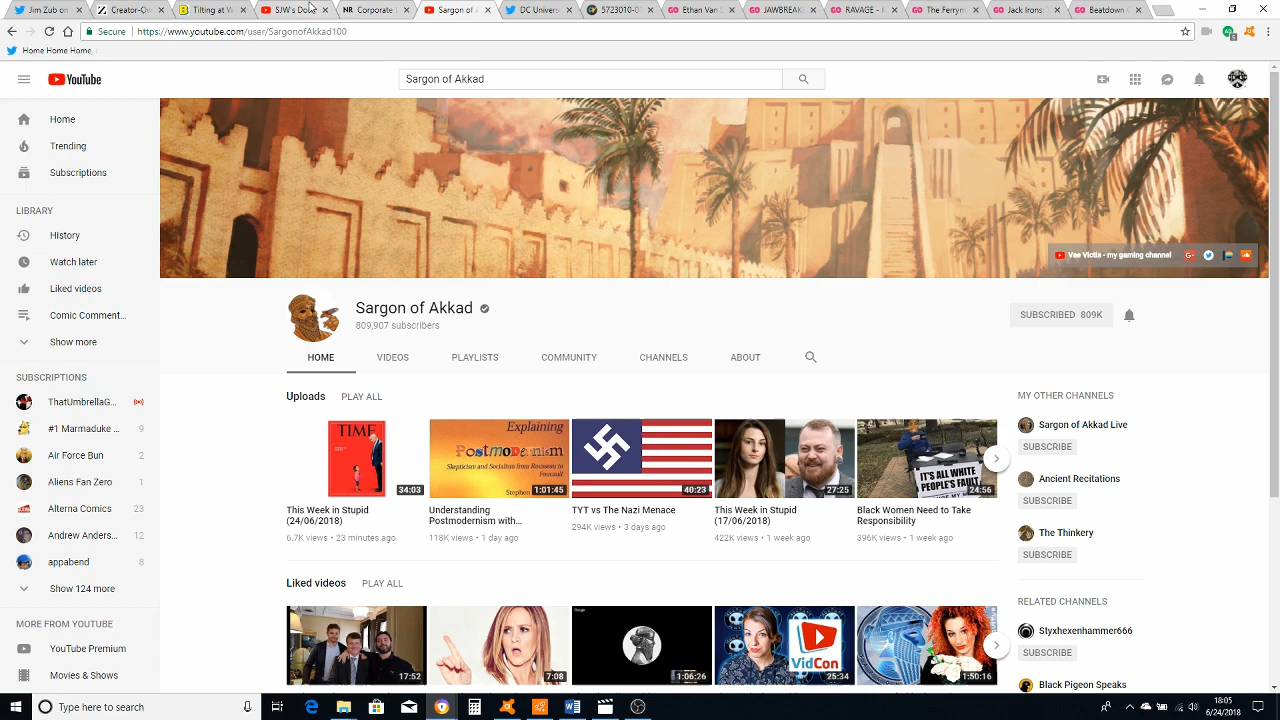 Jim Zub on
Creator-Ow
Tilting at W
SJW's Do
NR Corporate
Sargon of A
DC Univers
5723010-0
GO Ethan Van S
GO JAWBREAK
GO RAVAGE - K
GO The Ferrym
GO Jack Irons:
GO Beatdown
Secure https://www.youtube.com/user/SargonofAkkad100
Home Home Home,
YouTube
Sargon of Akkad
Home
Trending
Subscriptions
LIBRARY
History
Watch later
Liked videos
Comic Comment...
Show more
SUBSCRIPTIONS
ThatUmbrellaG...
#1 Marmaduke ... 9
Air Force Bum ... 2
Aliens Fan Zero 1
Alterna Comics 23
Andrew Anders... 12
appabend 8
Show 124 more
MORE FROM YOUTUBE
YouTube Premium
Movies & Shows
Vae Victis - my gaming channel
Sargon of Akkad
809,907 subscribers
SUBSCRIBED 809K
HOME VIDEOS PLAYLISTS COMMUNITY CHANNELS ABOUT
Uploads PLAY ALL
TIME
34:03
This Week in Stupid
(24/06/2018)
6.7K views • 23 minutes ago
Explaining
Postmodernism
Skepticism and Socialism from Rousseau to
Foucault
Stephen
1:01:45
Understanding
Postmodernism with...
118K views • 1 day ago
40:23
TYT vs The Nazi Menace
294K views • 3 days ago
27:25
This Week in Stupid
(17/06/2018)
422K views • 1 week ago
IT'S ALL WHITE
PEOPLE'S FAULT
24:56
Black Women Need to Take
Responsibility
396K views • 1 week ago
Liked videos PLAY ALL
17:52
7:08
1:06:26
VidCon
25:34
1:50:16
MY OTHER CHANNELS
Sargon of Akkad Live
SUBSCRIBE
Ancient Recitations
SUBSCRIBE
The Thinkery
SUBSCRIBE
RELATED CHANNELS
Styxhexenhammer666
SUBSCRIBE
Black Pigeon Speaks
Type here to search
18:05
6/24/2018